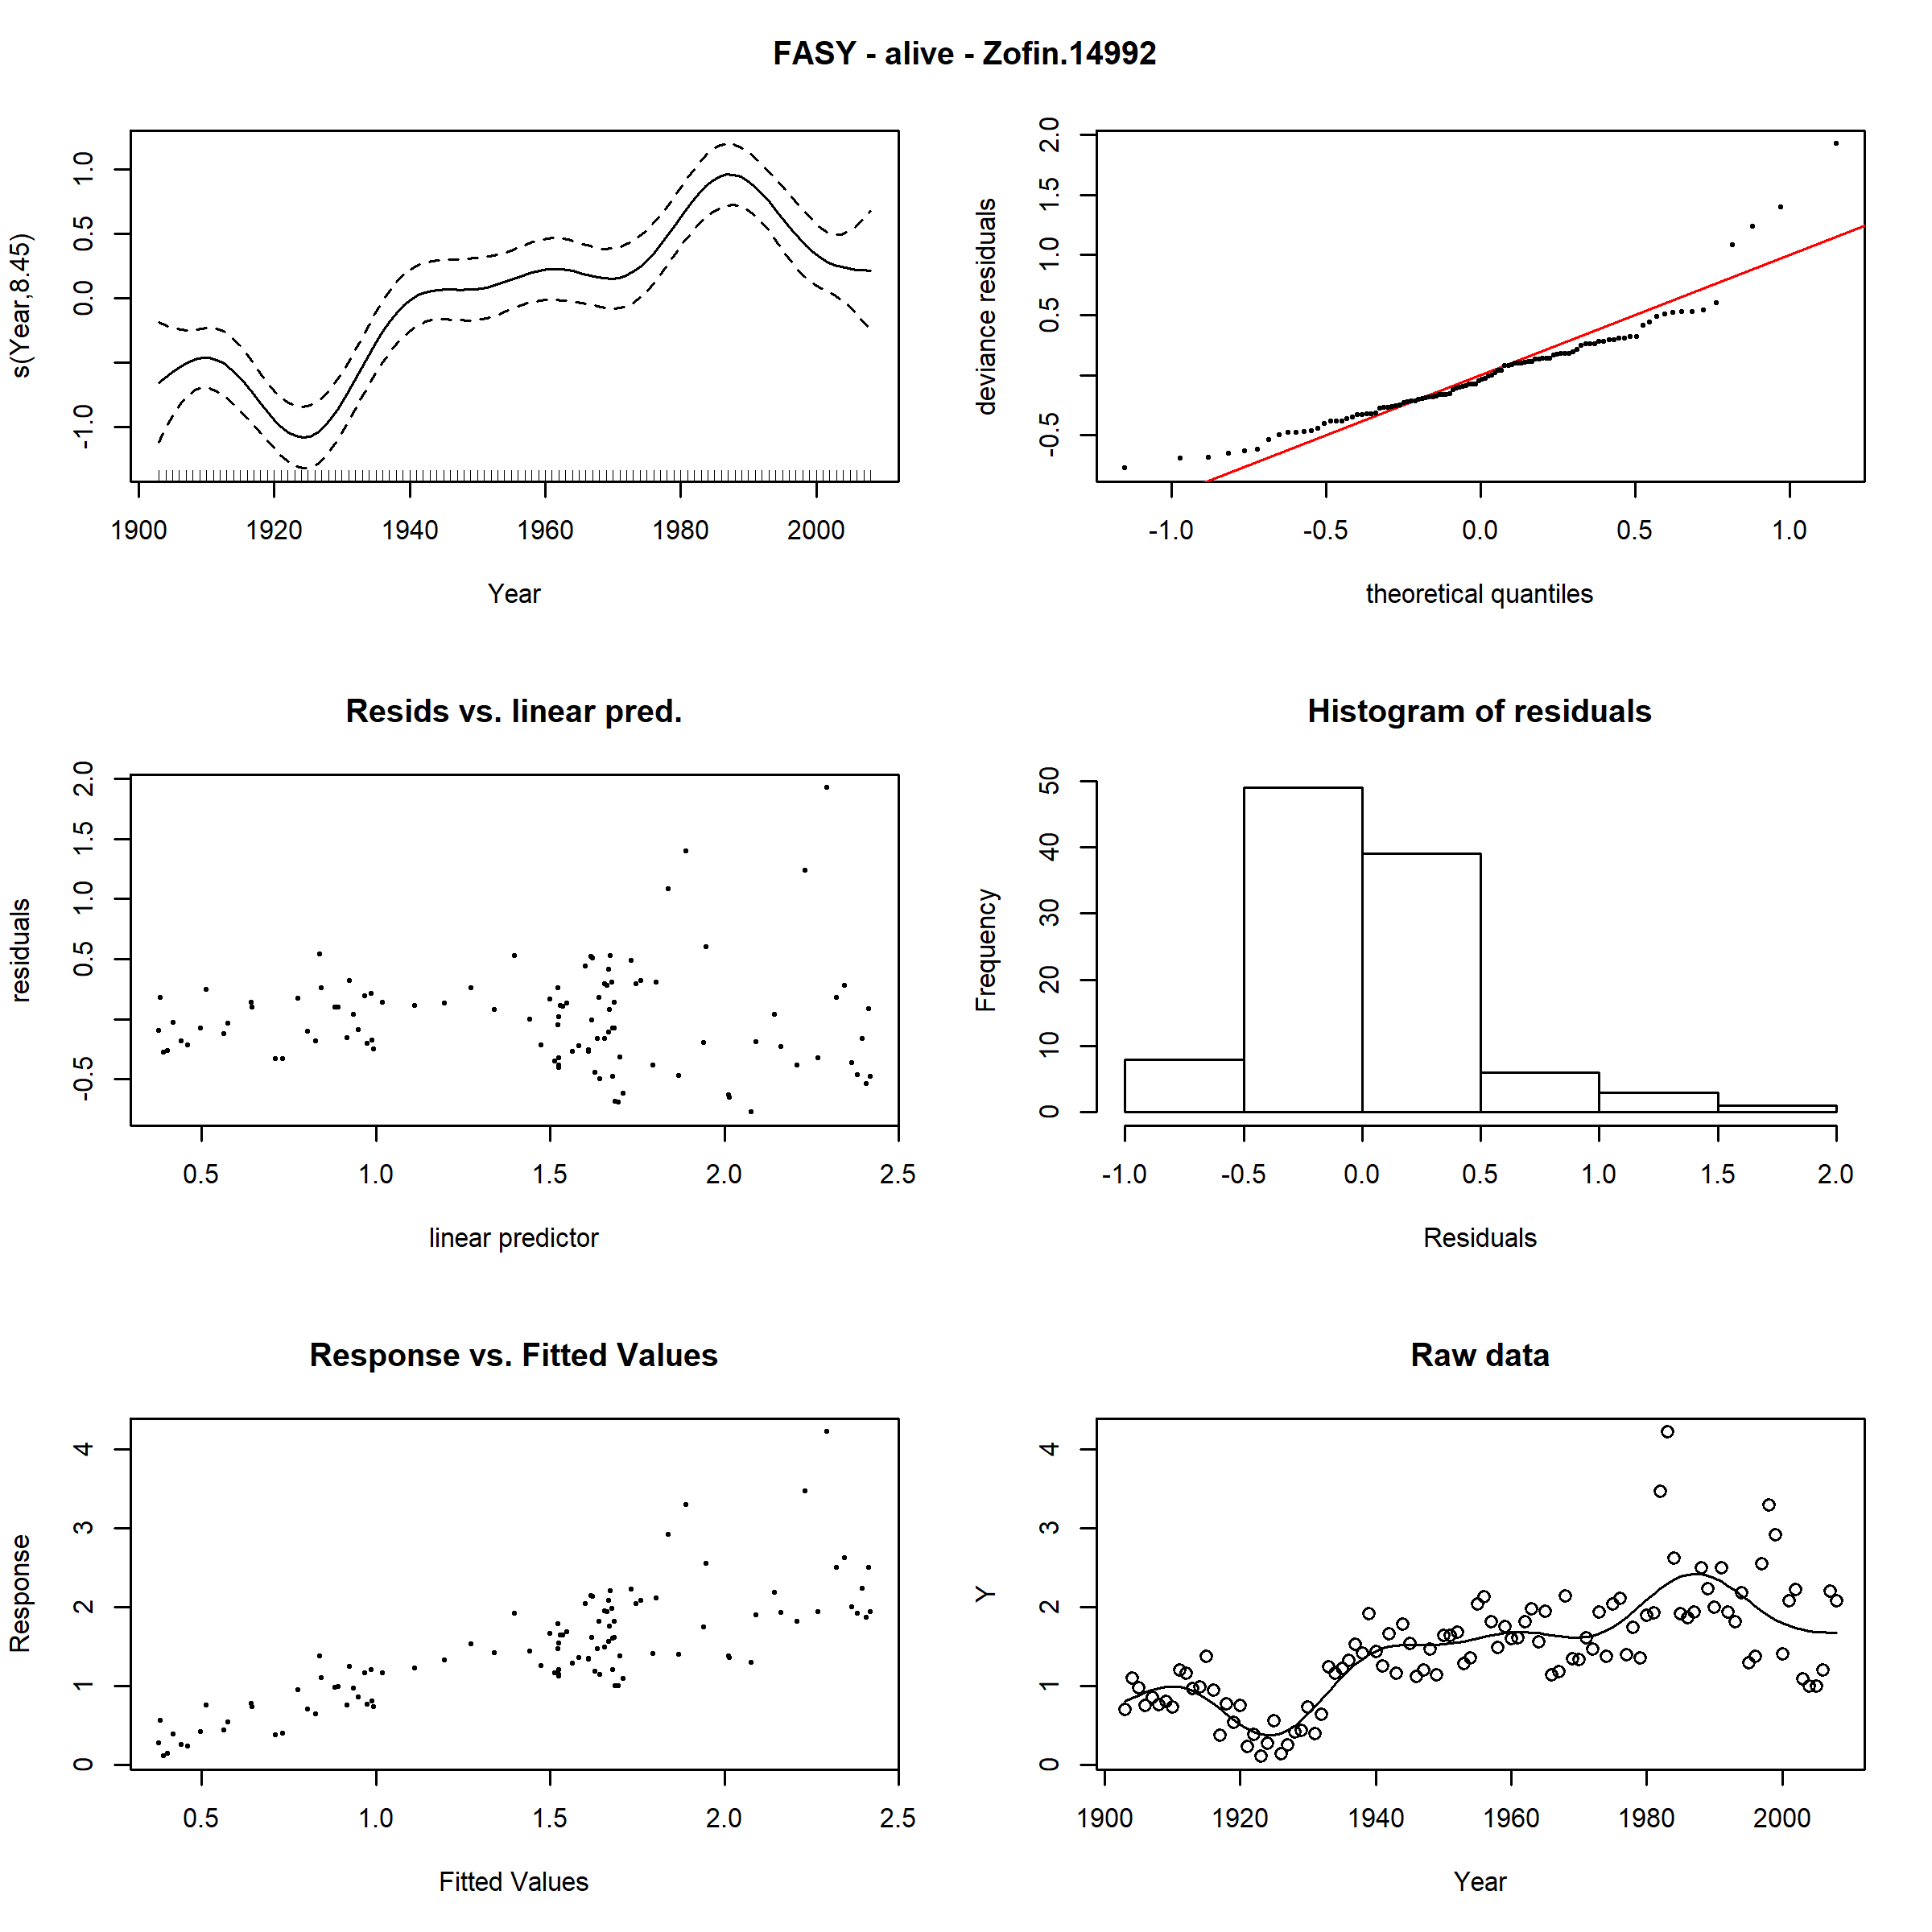 FASY - alive - Zofin.14992
s(Year,8.45)
-1.0 0.0 0.5 1.0
1900 1920 1940 1960 1980 2000
Year
deviance residuals
-0.5 0.5 1.0 1.5 2.0
-1.0 -0.5 0.0 0.5 1.0
theoretical quantiles
Resids vs. linear pred.
residuals
-0.5 0.5 1.0 1.5 2.0
0.5 1.0 1.5 2.0 2.5
linear predictor
Histogram of residuals
Frequency
0 10 20 30 40 50
-1.0 -0.5 0.0 0.5 1.0 1.5 2.0
Residuals
Response vs. Fitted Values
Response
0 1 2 3 4
0.5 1.0 1.5 2.0 2.5
Fitted Values
Raw data
Y
0 1 2 3 4
1900 1920 1940 1960 1980 2000
Year